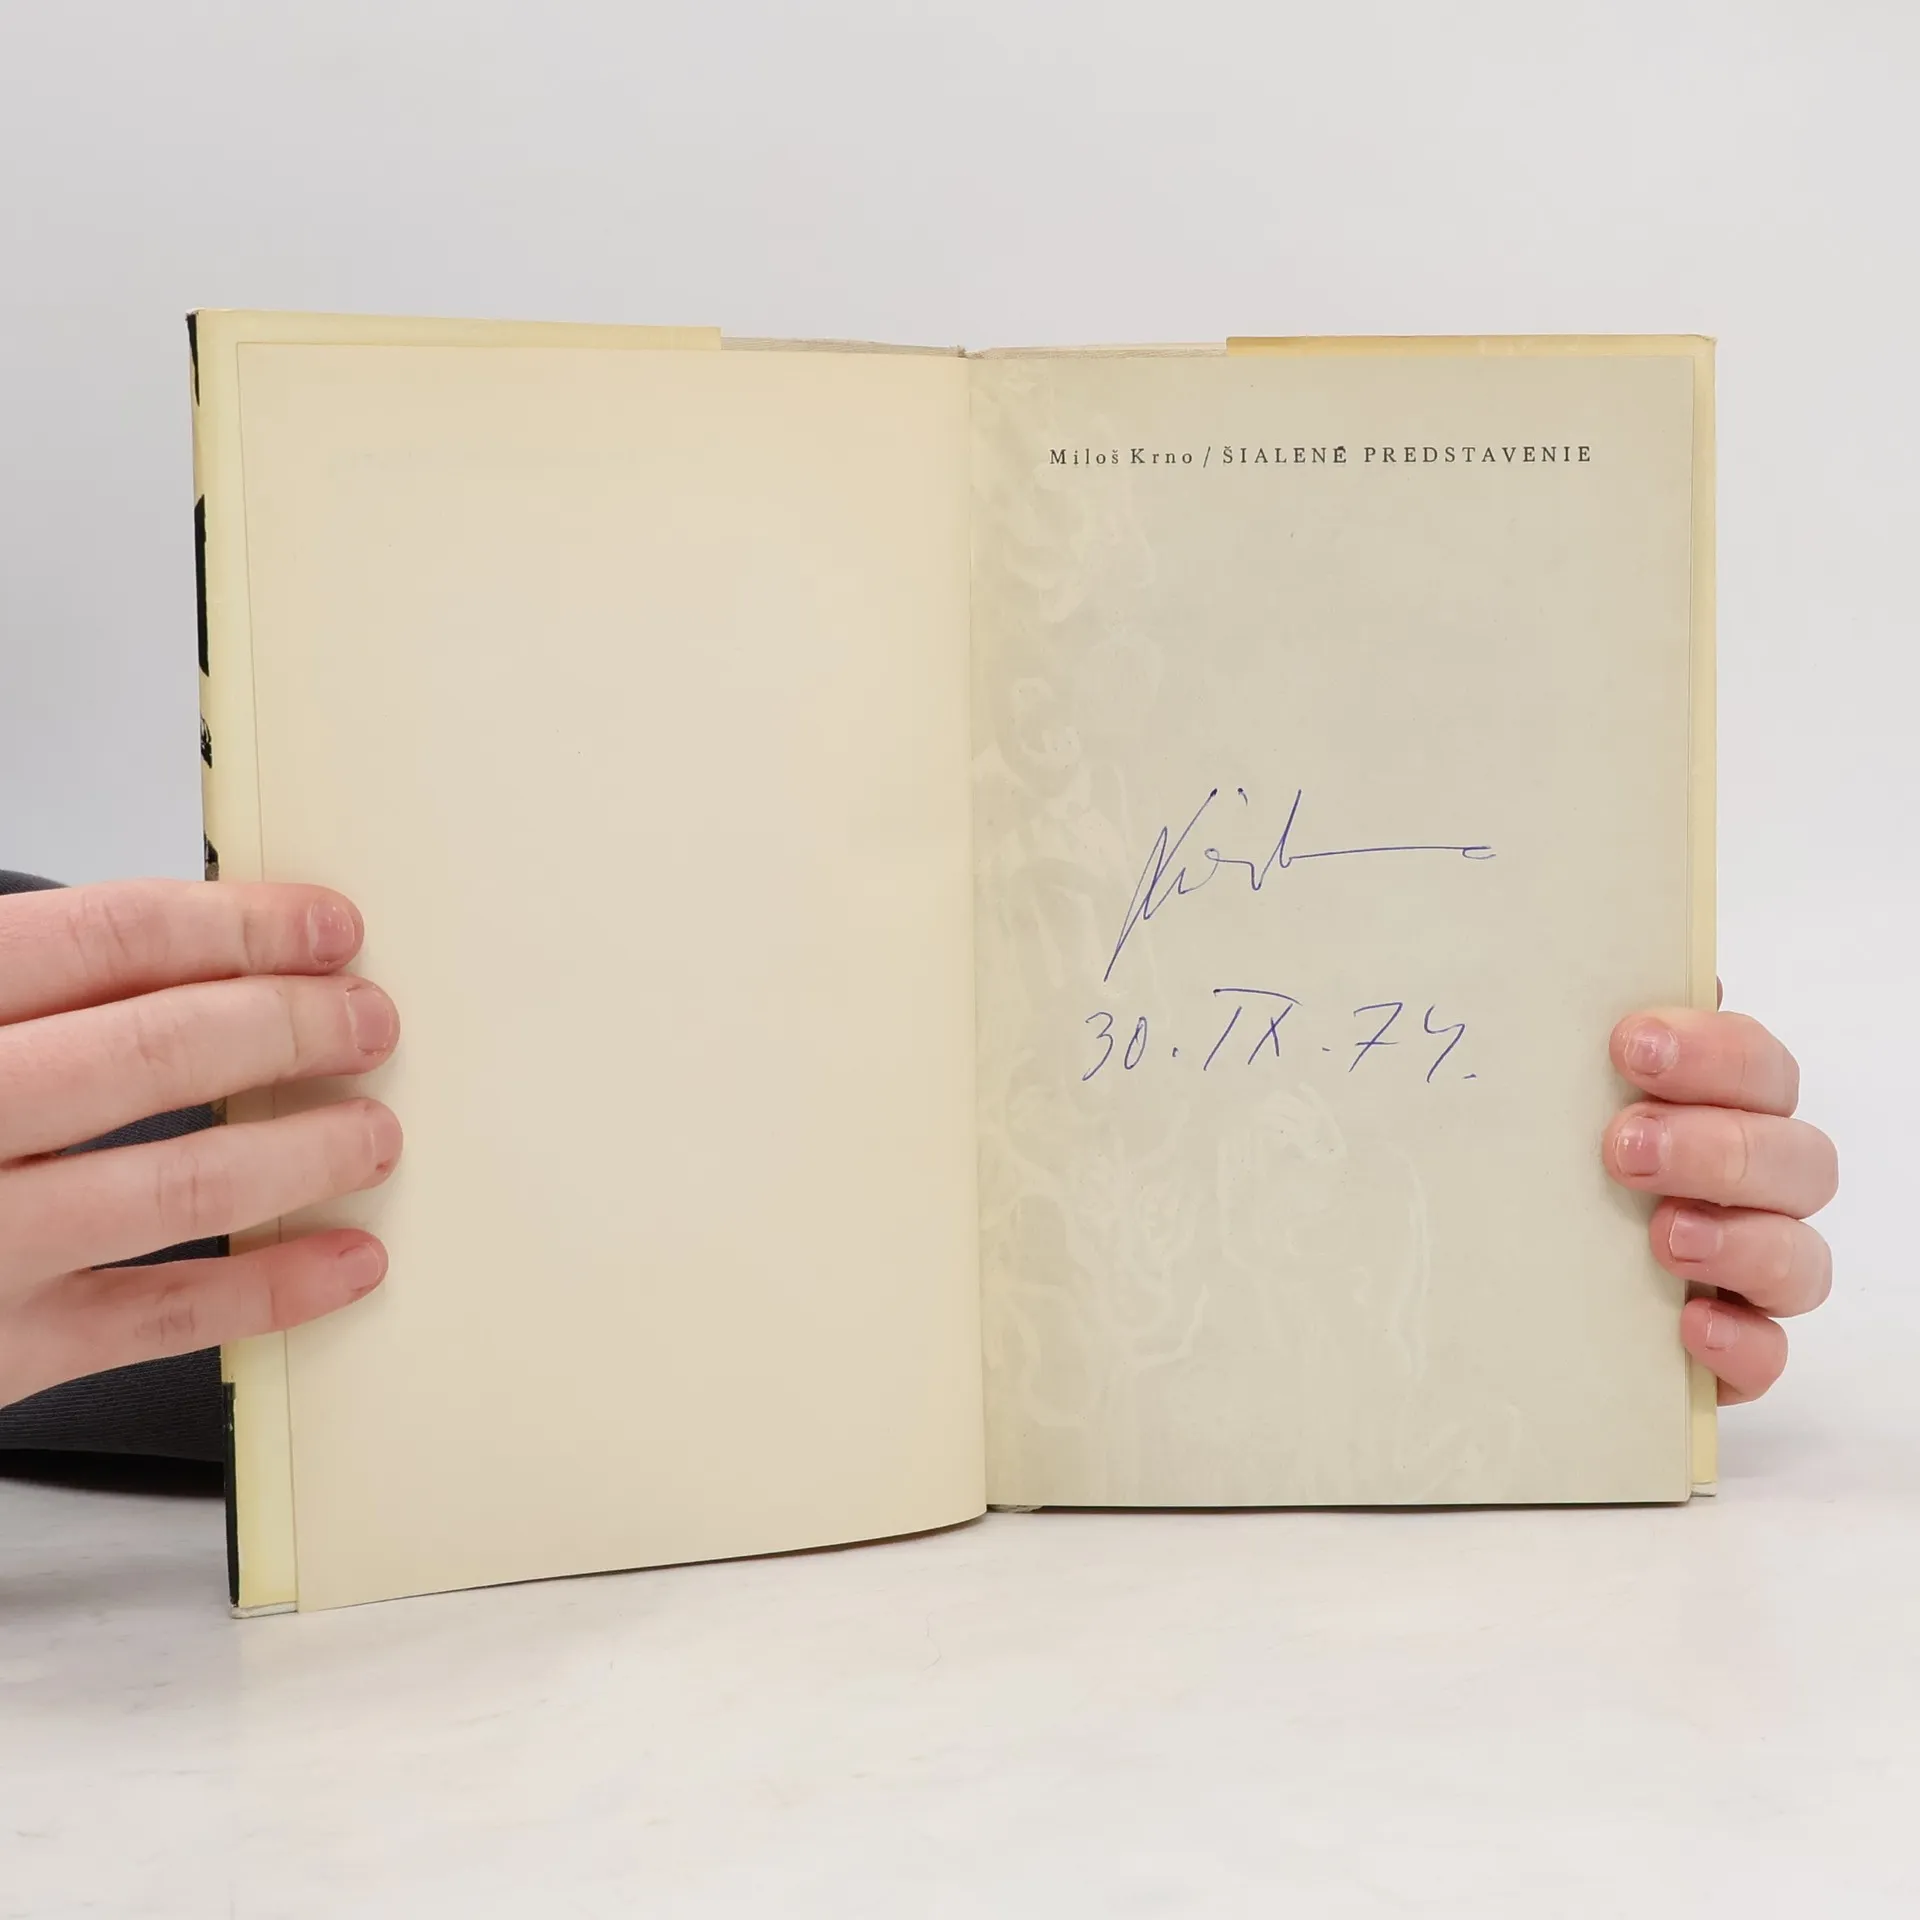 Miloš Krno / ŠIALENÉ PREDSTAVENIE
30. IX. 74.